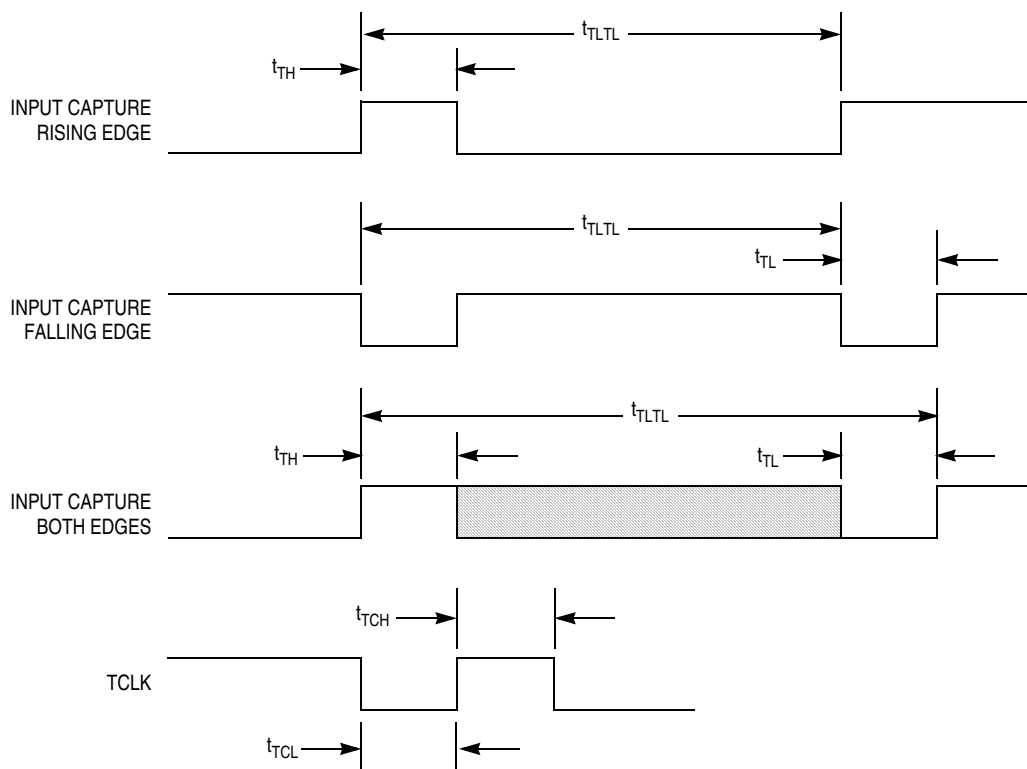 tTLTL
tTH
INPUT CAPTURE
RISING EDGE
tTLTL
tTL
INPUT CAPTURE
FALLING EDGE
tTLTL
tTH
tTL
INPUT CAPTURE
BOTH EDGES
tTCH
TCLK
tTCL